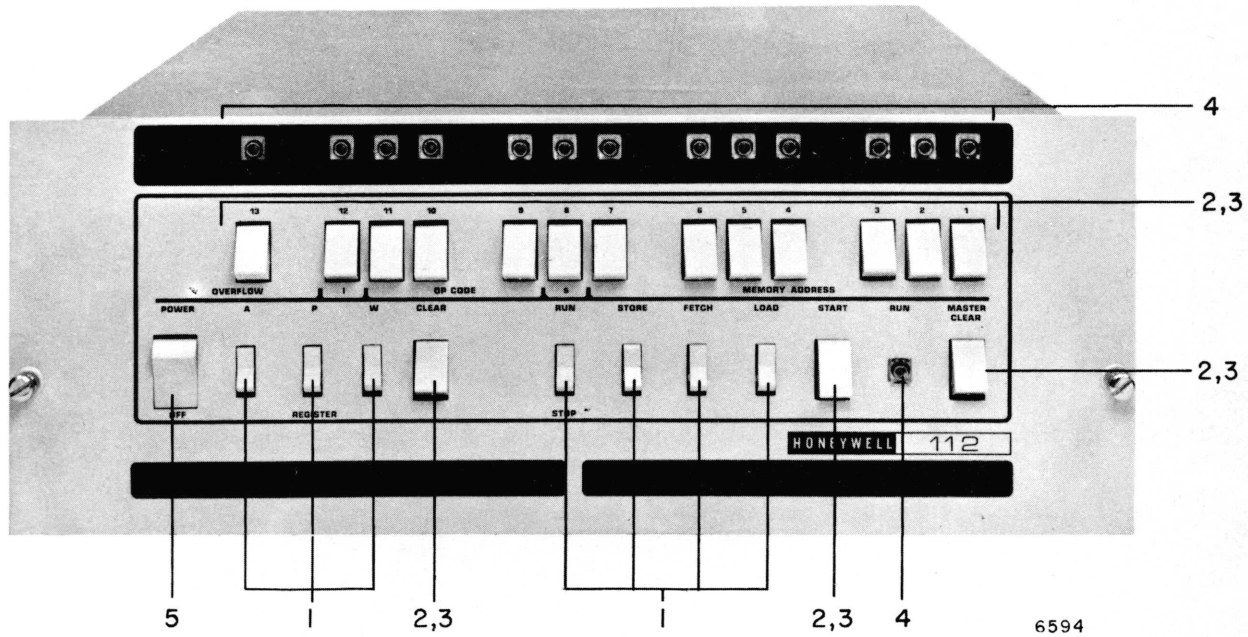 4
2,3
13 12 11 10 9 8 7 6 5 4 3 2 1
OVERFLOW I OP CODE S MEMORY ADDRESS
POWER A P W CLEAR RUN STORE FETCH LOAD START RUN MASTER CLEAR
2,3
OFF REGISTER STOP
HONEYWELL 112
5 1 2,3 1 2,3 4
6594